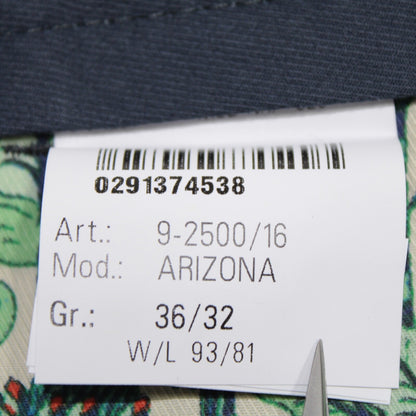 0291374538
Art.: 9-2500/16
Mod.: ARIZONA
Gr.: 36/32
W/L 93/81